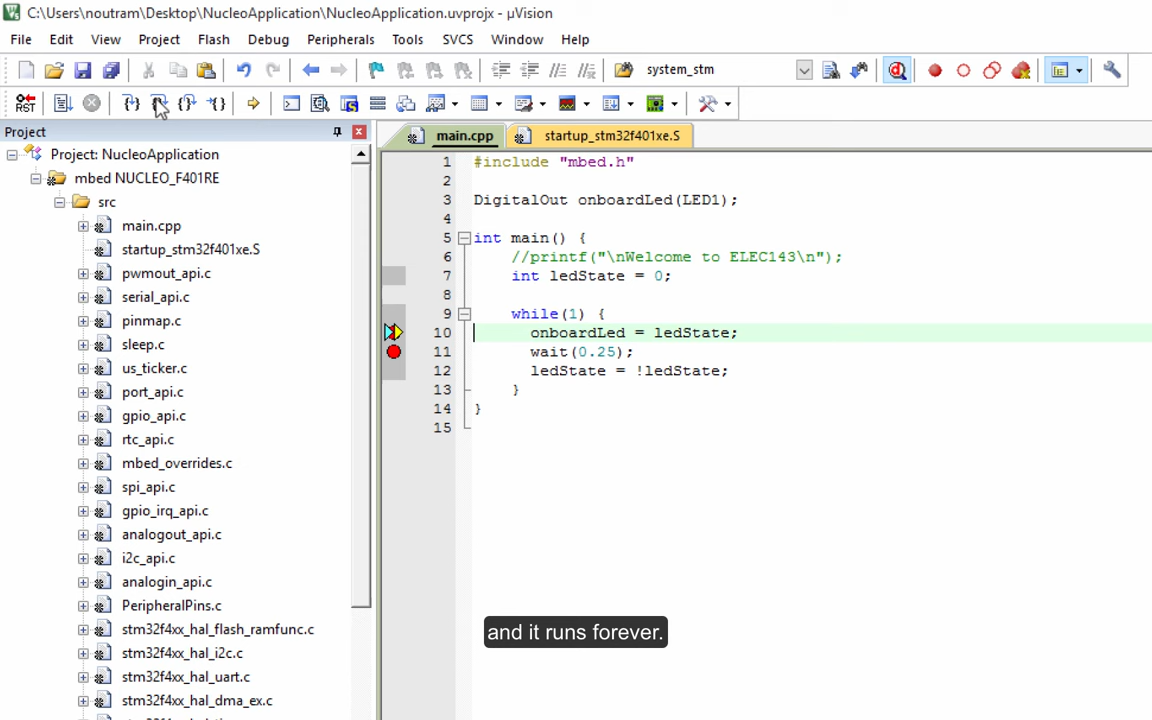 C:\Users\noutram\Desktop\NucleoApplication\NucleoApplication.uvprojx - µVision
File Edit View Project Flash Debug Peripherals Tools SVCS Window Help
system_stm
RST
Project
main.cpp
startup_stm32f401xe.S
Project: NucleoApplication
mbed NUCLEO_F401RE
src
main.cpp
startup_stm32f401xe.S
pwmout_api.c
serial_api.c
pinmap.c
sleep.c
us_ticker.c
port_api.c
gpio_api.c
rtc_api.c
mbed_overrides.c
spi_api.c
gpio_irq_api.c
analogout_api.c
i2c_api.c
analogin_api.c
PeripheralPins.c
stm32f4xx_hal_flash_ramfunc.c
stm32f4xx_hal_i2c.c
stm32f4xx_hal_uart.c
stm32f4xx_hal_dma_ex.c
1 #include "mbed.h"
2
3 DigitalOut onboardLed(LED1);
4
5 int main() {
6 //printf("\nWelcome to ELEC143\n");
7 int ledState = 0;
8
9 while(1) {
10 onboardLed = ledState;
11 wait(0.25);
12 ledState = !ledState;
13 }
14 }
15
and it runs forever.